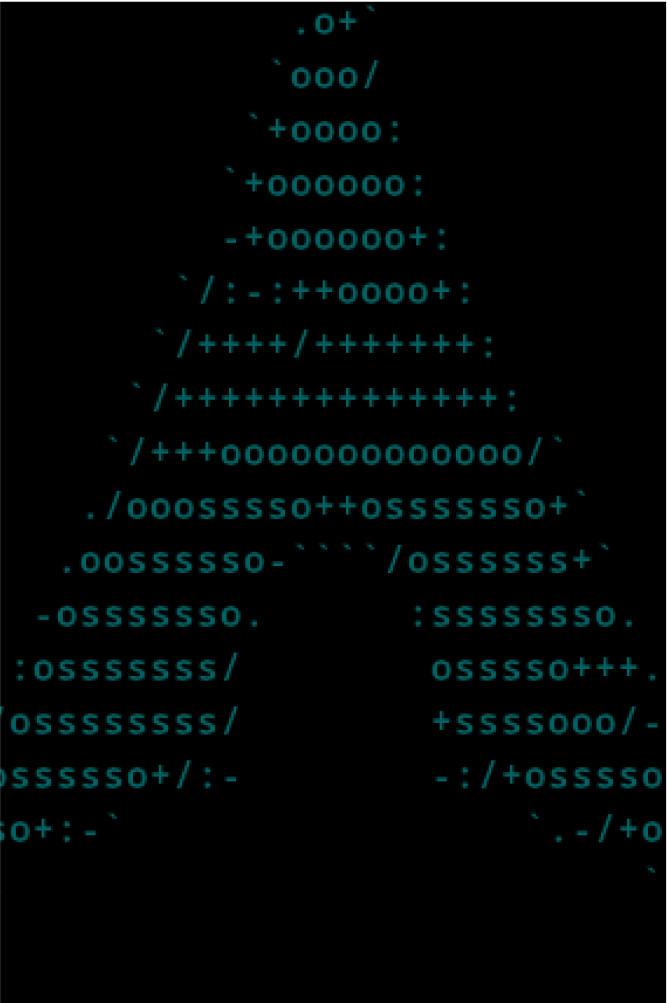 .o+`
                 `ooo/
                `+oooo:
               `+oooooo:
               -+oooooo+:
             `/:-:++oooo+:
            `/++++/+++++++:
           `/++++++++++++++:
          `/+++ooooooooooooo/`
         ./ooosssso++osssssso+`
        .oossssso-````/ossssss+`
       -osssssso.      :ssssssso.
      :osssssss/        osssso+++.
     /ossssssss/        +ssssooo/-
     ossssso+/:-        -:/+osssso
     so+:-`                 `.-/+o
                                 `